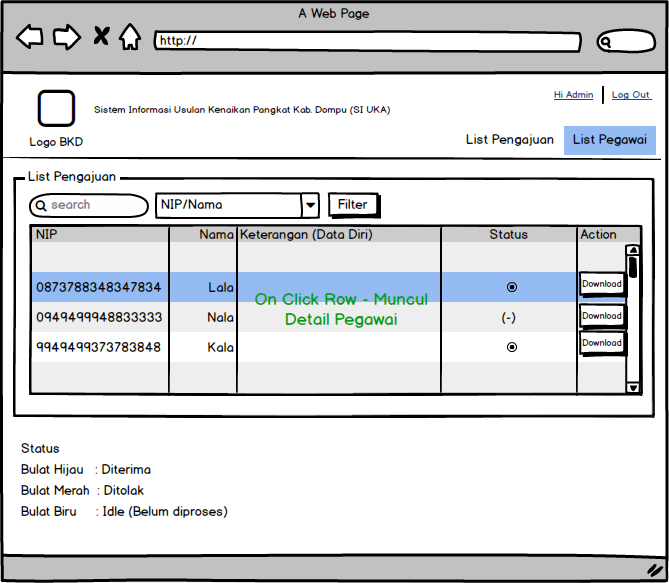 A Web Page
http://
Hi Admin
Log Out
Sistem Informasi Usulan Kenaikan Pangkat Kab. Dompu (SI UKA)
Logo BKD
List Pengajuan
List Pegawai
List Pengajuan
search
NIP/Nama
Filter
NIP Nama Keterangan (Data Diri) Status Action
0873788348347834 Lala Download
On Click Row - Muncul
Detail Pegawai
0949499948833333 Nala (-) Download
9949499373783848 Kala Download
Status
Bulat Hijau : Diterima
Bulat Merah : Ditolak
Bulat Biru : Idle (Belum diproses)